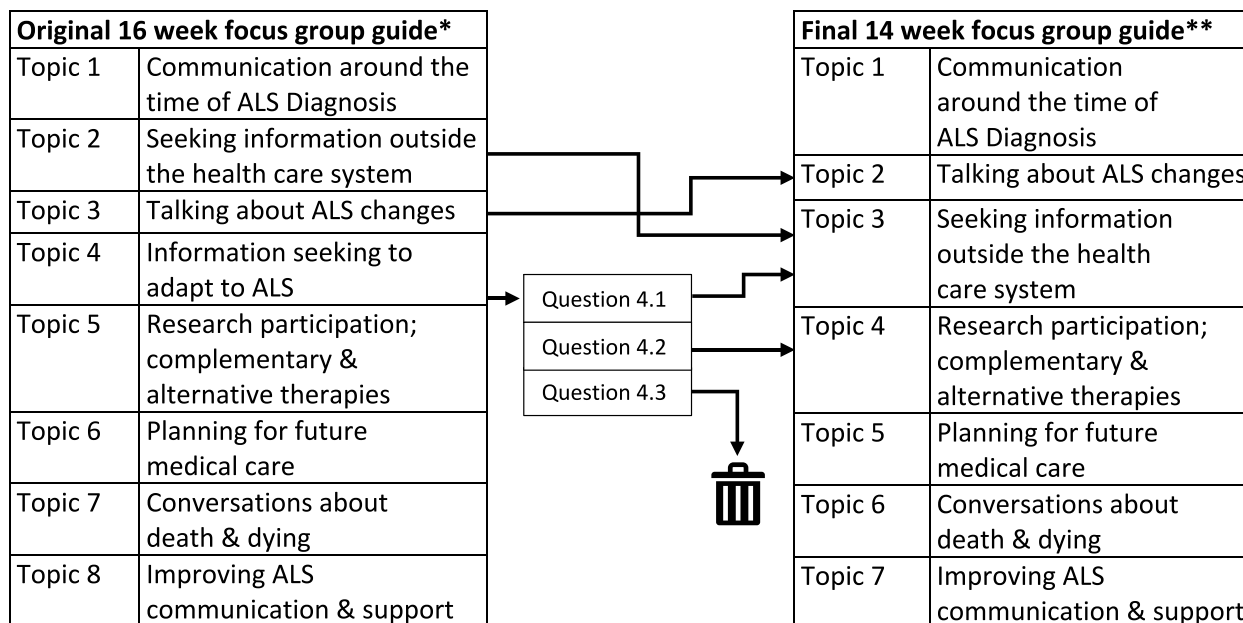 Original 16 week focus group guide*
Topic 1 Communication around the
time of ALS Diagnosis
Topic 2 Seeking information outside
the health care system
Topic 3 Talking about ALS changes
Topic 4 Information seeking to
adapt to ALS
Topic 5 Research participation;
complementary &
alternative therapies
Topic 6 Planning for future
medical care
Topic 7 Conversations about
death & dying
Topic 8 Improving ALS
communication & support
Question 4.1
Question 4.2
Question 4.3
Final 14 week focus group guide**
Topic 1 Communication
around the time of
ALS Diagnosis
Topic 2 Talking about ALS changes
Topic 3 Seeking information
outside the health
care system
Topic 4 Research participation;
complementary &
alternative therapies
Topic 5 Planning for future
medical care
Topic 6 Conversations about
death & dying
Topic 7 Improving ALS
communication & support